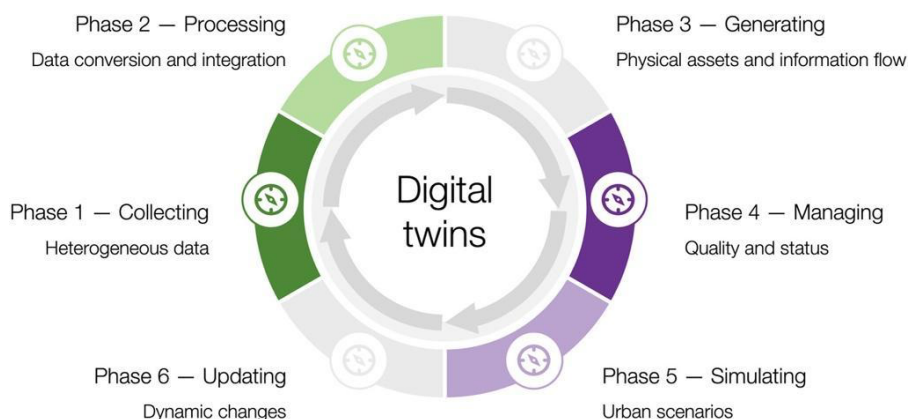 Phase 2 — Processing
Data conversion and integration
Phase 3 — Generating
Physical assets and information flow
Phase 1 — Collecting
Heterogeneous data
Digital
twins
Phase 4 — Managing
Quality and status
Phase 6 — Updating
Dynamic changes
Phase 5 — Simulating
Urban scenarios